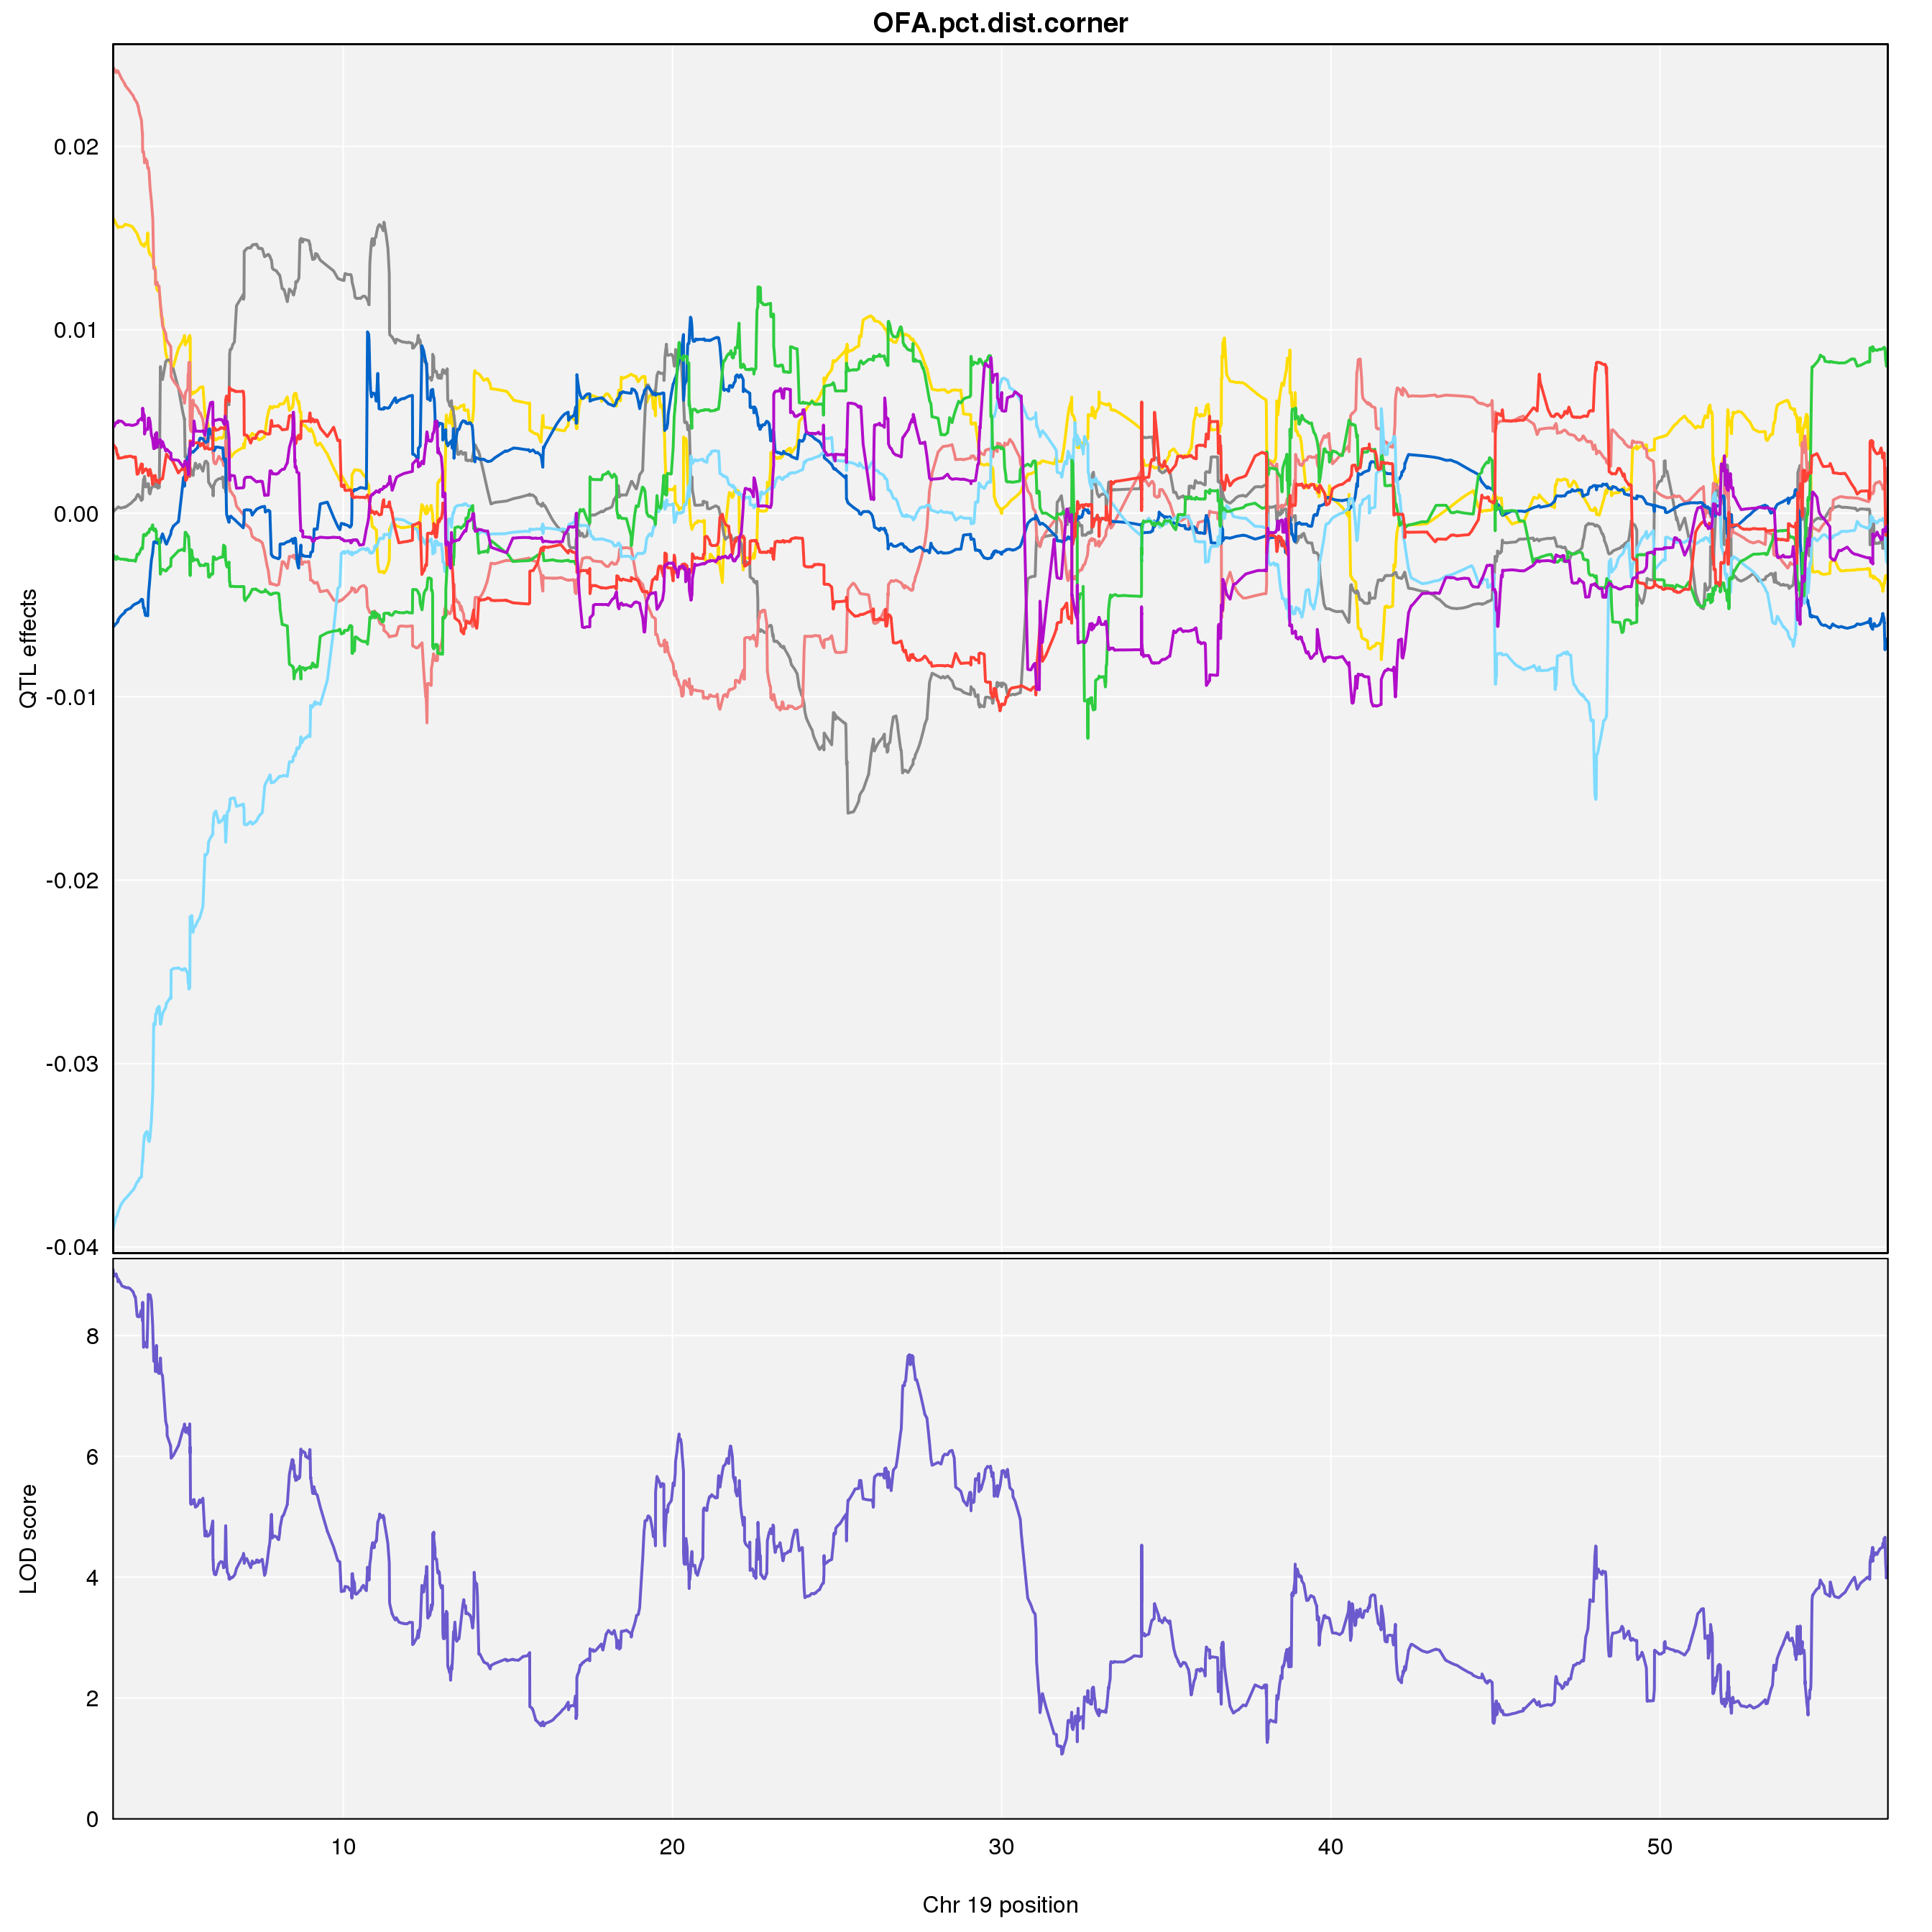 OFA.pct.dist.corner
0.02
0.01
0.00
-0.01
-0.02
-0.03
-0.04
QTL effects
8
6
4
2
0
LOD score
10 20 30 40 50
Chr 19 position